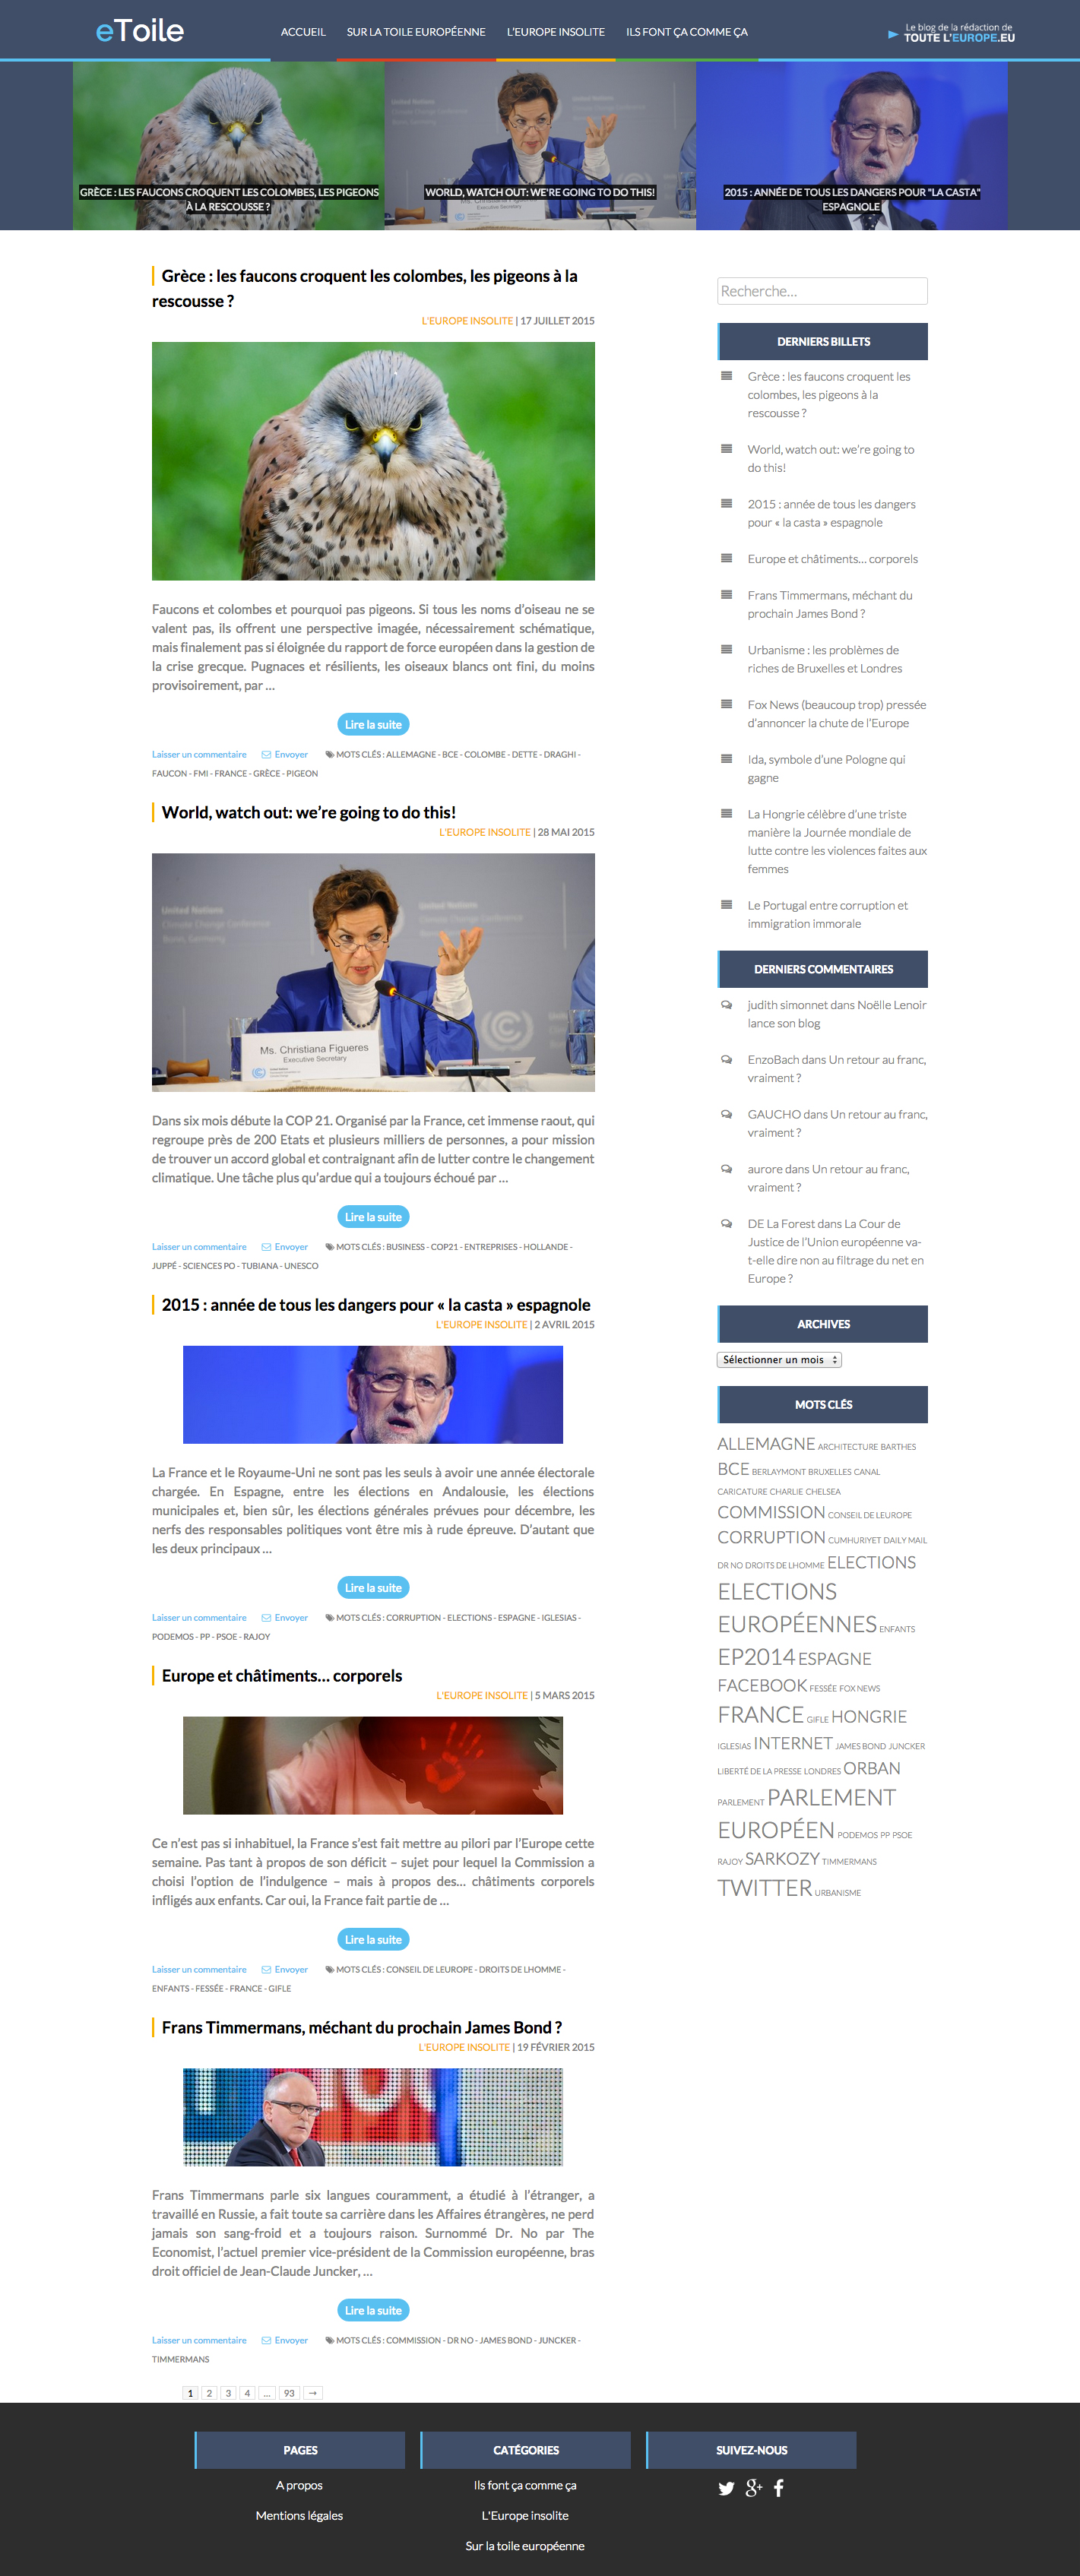 eToile
ACCUEIL
SUR LA TOILE EUROPÉENNE
L'EUROPE INSOLITE
ILS FONT ÇA COMME ÇA
Le blog de la rédaction de
TOUTE L'EUROPE.EU
GRÈCE : LES FAUCONS CROQUENT LES COLOMBES, LES PIGEONS
À LA RESCOUSSE ?
WORLD, WATCH OUT: WE'RE GOING TO DO THIS!
2015 : ANNÉE DE TOUS LES DANGERS POUR "LA CASTA"
ESPAGNOLE
Grèce : les faucons croquent les colombes, les pigeons à la
rescousse ?
L'EUROPE INSOLITE | 17 JUILLET 2015
Faucons et colombes et pourquoi pas pigeons. Si tous les noms d'oiseau ne se
valent pas, ils offrent une perspective imagée, nécessairement schématique,
mais finalement pas si éloignée du rapport de force européen dans la gestion de
la crise grecque. Pugnaces et résilients, les oiseaux blancs ont fini, du moins
provisoirement, par ...
Lire la suite
Laisser un commentaire Envoyer MOTS CLÉS : ALLEMAGNE - BCE - COLOMBE - DETTE - DRAGHI -
FAUCON - FMI - FRANCE - GRÈCE - PIGEON
World, watch out: we're going to do this!
L'EUROPE INSOLITE | 28 MAI 2015
United Nations
Climate Change Conference
Bonn, Germany
Ms. Christiana Figueres
Executive Secretary
Dans six mois débute la COP 21. Organisé par la France, cet immense raout, qui
regroupe près de 200 Etats et plusieurs milliers de personnes, a pour mission
de trouver un accord global et contraignant afin de lutter contre le changement
climatique. Une tâche plus qu'ardue qui a toujours échoué par ...
Lire la suite
Laisser un commentaire Envoyer MOTS CLÉS : BUSINESS - COP21 - ENTREPRISES - HOLLANDE -
JUPPÉ - SCIENCES PO - TUBIANA - UNESCO
2015 : année de tous les dangers pour « la casta » espagnole
L'EUROPE INSOLITE | 2 AVRIL 2015
La France et le Royaume-Uni ne sont pas les seuls à avoir une année électorale
chargée. En Espagne, entre les élections en Andalousie, les élections
municipales et, bien sûr, les élections générales prévues pour décembre, les
nerfs des responsables politiques vont être mis à rude épreuve. D'autant que
les deux principaux ...
Lire la suite
Laisser un commentaire Envoyer MOTS CLÉS : CORRUPTION - ELECTIONS - ESPAGNE - IGLESIAS -
PODEMOS - PP - PSOE - RAJOY
Europe et châtiments... corporels
L'EUROPE INSOLITE | 5 MARS 2015
Ce n'est pas si inhabituel, la France s'est fait mettre au pilori par l'Europe cette
semaine. Pas tant à propos de son déficit – sujet pour lequel la Commission a
choisi l'option de l'indulgence – mais à propos des... châtiments corporels
infligés aux enfants. Car oui, la France fait partie de ...
Lire la suite
Laisser un commentaire Envoyer MOTS CLÉS : CONSEIL DE LEUROPE - DROITS DE LHOMME -
ENFANTS - FESSÉE - FRANCE - GIFLE
Frans Timmermans, méchant du prochain James Bond ?
L'EUROPE INSOLITE | 19 FÉVRIER 2015
Frans Timmermans parle six langues couramment, a étudié à l'étranger, a
travaillé en Russie, a fait toute sa carrière dans les Affaires étrangères, ne perd
jamais son sang-froid et a toujours raison. Surnommé Dr. No par The
Economist, l'actuel premier vice-président de la Commission européenne, bras
droit officiel de Jean-Claude Juncker, ...
Lire la suite
Laisser un commentaire Envoyer MOTS CLÉS : COMMISSION - DR NO - JAMES BOND - JUNCKER -
TIMMERMANS
1 2 3 4 ... 93 →
Recherche...
DERNIERS BILLETS
Grèce : les faucons croquent les
colombes, les pigeons à la
rescousse ?
World, watch out: we're going to
do this!
2015 : année de tous les dangers
pour « la casta » espagnole
Europe et châtiments... corporels
Frans Timmermans, méchant du
prochain James Bond ?
Urbanisme : les problèmes de
riches de Bruxelles et Londres
Fox News (beaucoup trop) pressée
d'annoncer la chute de l'Europe
Ida, symbole d'une Pologne qui
gagne
La Hongrie célèbre d'une triste
manière la Journée mondiale de
lutte contre les violences faites aux
femmes
Le Portugal entre corruption et
immigration immorale
DERNIERS COMMENTAIRES
judith simonnet dans Noëlle Lenoir
lance son blog
EnzoBach dans Un retour au franc,
vraiment ?
GAUCHO dans Un retour au franc,
vraiment ?
aurore dans Un retour au franc,
vraiment ?
DE La Forest dans La Cour de
Justice de l'Union européenne va-
t-elle dire non au filtrage du net en
Europe ?
ARCHIVES
Sélectionner un mois
MOTS CLÉS
ALLEMAGNE ARCHITECTURE BARTHES
BCE BERLAYMONT BRUXELLES CANAL
CARICATURE CHARLIE CHELSEA
COMMISSION CONSEIL DE LEUROPE
CORRUPTION CUMHURIYET DAILY MAIL
DR NO DROITS DE LHOMME ELECTIONS
ELECTIONS
EUROPÉENNES ENFANTS
EP2014 ESPAGNE
FACEBOOK FESSÉE FOX NEWS
FRANCE GIFLE HONGRIE
IGLESIAS INTERNET JAMES BOND JUNCKER
LIBERTÉ DE LA PRESSE LONDRES ORBAN
PARLEMENT PARLEMENT
EUROPÉEN PODEMOS PP PSOE
RAJOY SARKOZY TIMMERMANS
TWITTER URBANISME
PAGES
A propos
Mentions légales
CATÉGORIES
Ils font ça comme ça
L'Europe insolite
Sur la toile européenne
SUIVEZ-NOUS